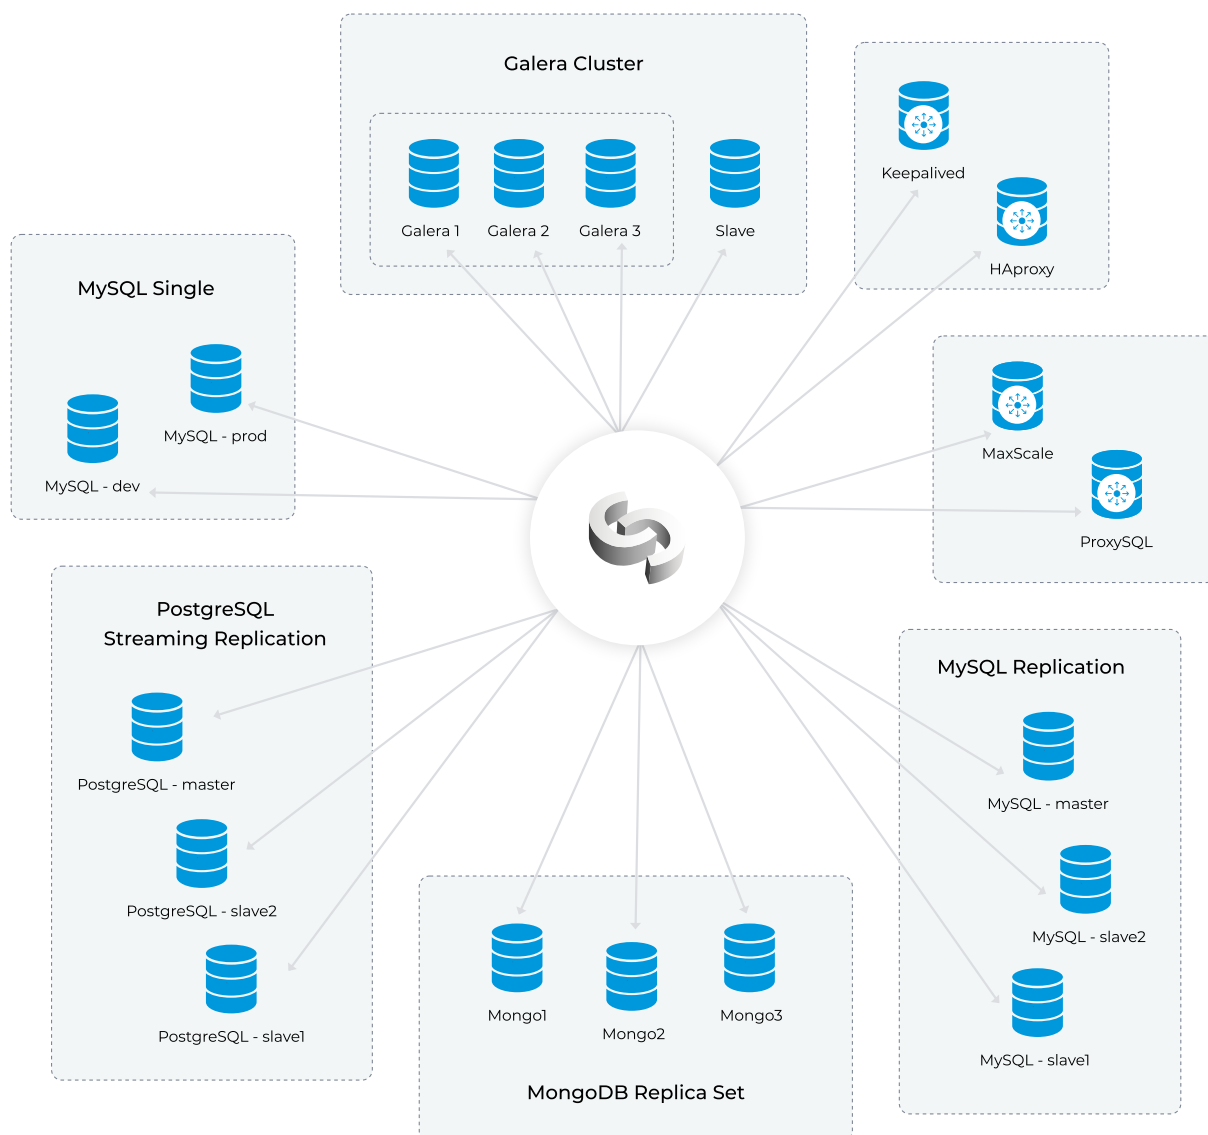 Galera Cluster
Galera 1
Galera 2
Galera 3
Slave
Keepalived
HAproxy
MySQL Single
MySQL - prod
MySQL - dev
MaxScale
ProxySQL
PostgreSQL
Streaming Replication
PostgreSQL - master
PostgreSQL - slave2
PostgreSQL - slave1
MySQL Replication
MySQL - master
MySQL - slave2
MySQL - slave1
Mongo1
Mongo2
Mongo3
MongoDB Replica Set